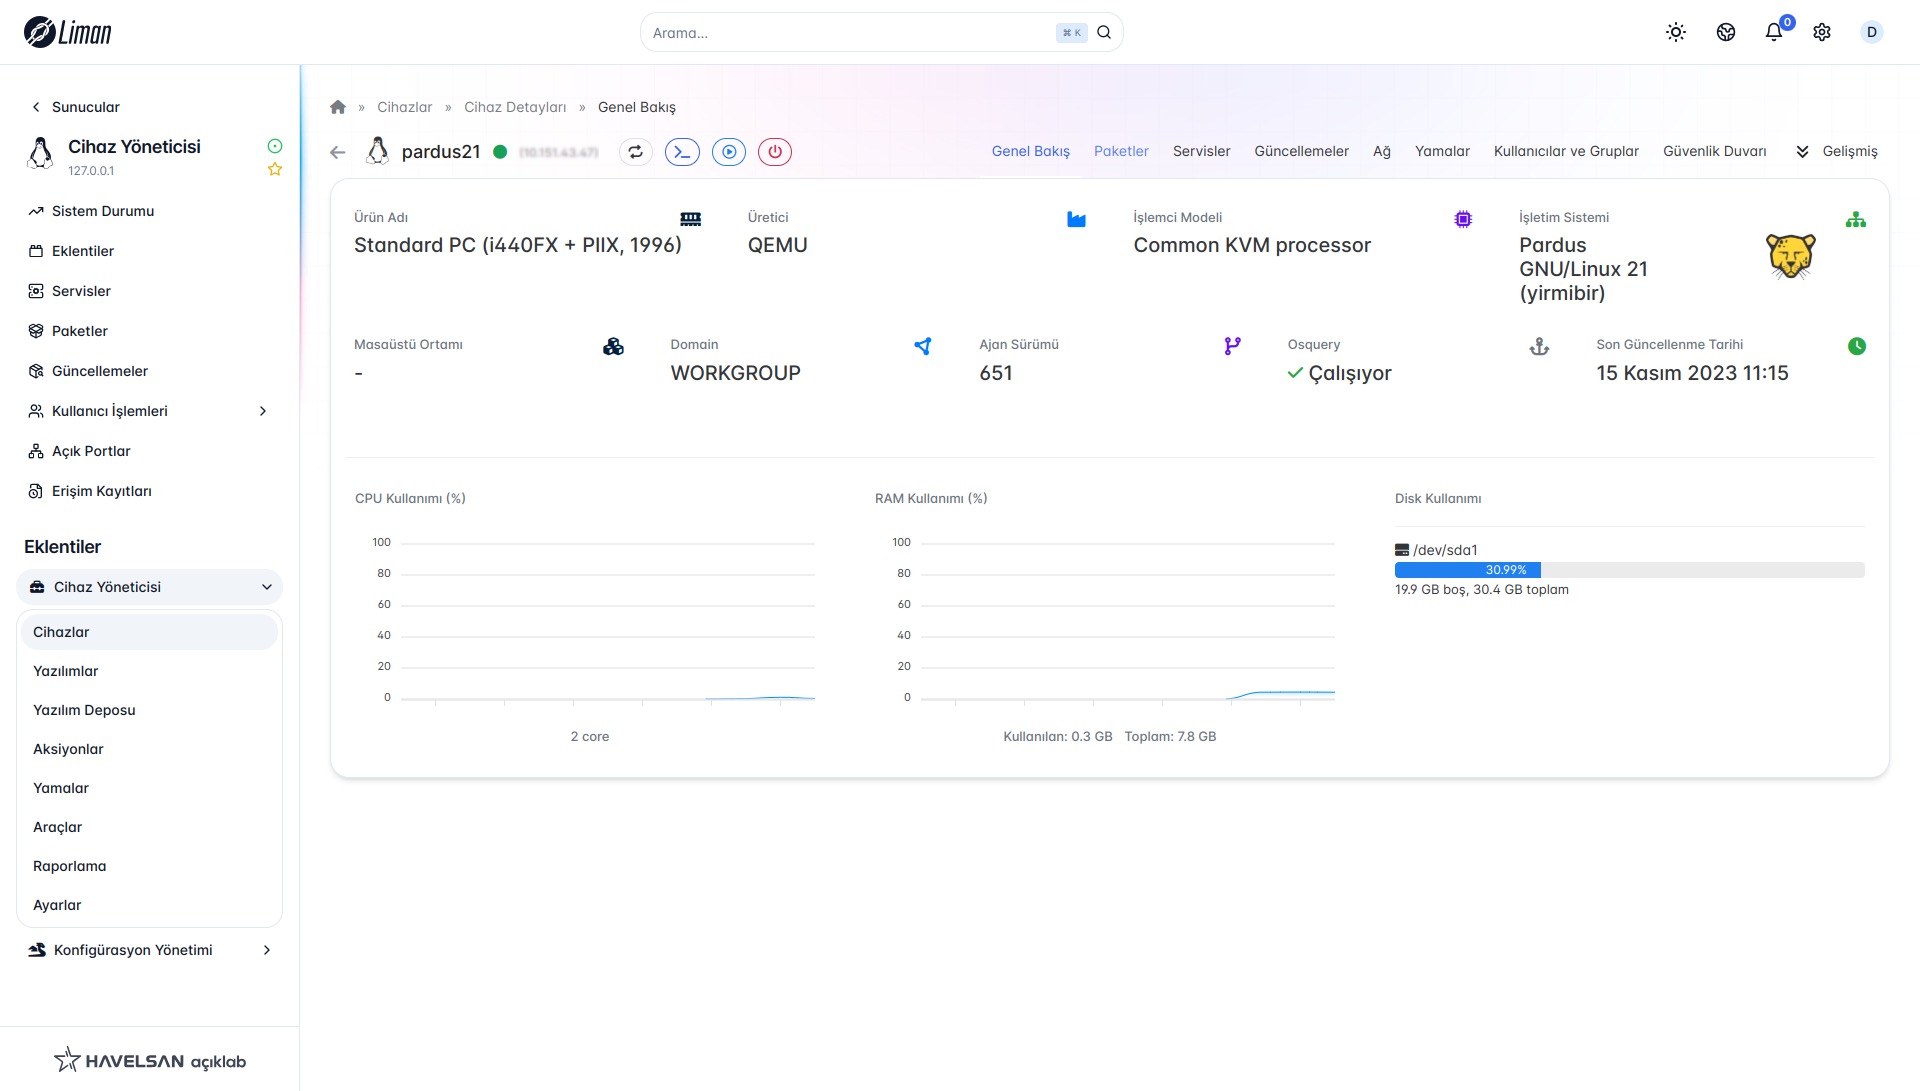 Liman
Arama...
⌘ K
0
D
Sunucular
Cihaz Yöneticisi
127.0.0.1
Sistem Durumu
Eklentiler
Servisler
Paketler
Güncellemeler
Kullanıcı İşlemleri
Açık Portlar
Erişim Kayıtları
Eklentiler
Cihaz Yöneticisi
Cihazlar
Yazılımlar
Yazılım Deposu
Aksiyonlar
Yamalar
Araçlar
Raporlama
Ayarlar
Konfigürasyon Yönetimi
HAVELSAN açıklab
» Cihazlar » Cihaz Detayları » Genel Bakış
pardus21
Genel Bakış Paketler Servisler Güncellemeler Ağ Yamalar Kullanıcılar ve Gruplar Güvenlik Duvarı Gelişmiş
Ürün Adı
Standard PC (i440FX + PIIX, 1996)
Üretici
QEMU
İşlemci Modeli
Common KVM processor
İşletim Sistemi
Pardus
GNU/Linux 21
(yirmibir)
Masaüstü Ortamı
-
Domain
WORKGROUP
Ajan Sürümü
651
Osquery
Çalışıyor
Son Güncellenme Tarihi
15 Kasım 2023 11:15
CPU Kullanımı (%)
100
80
60
40
20
0
2 core
RAM Kullanımı (%)
100
80
60
40
20
0
Kullanılan: 0.3 GB Toplam: 7.8 GB
Disk Kullanımı
/dev/sda1
30.99%
19.9 GB boş, 30.4 GB toplam